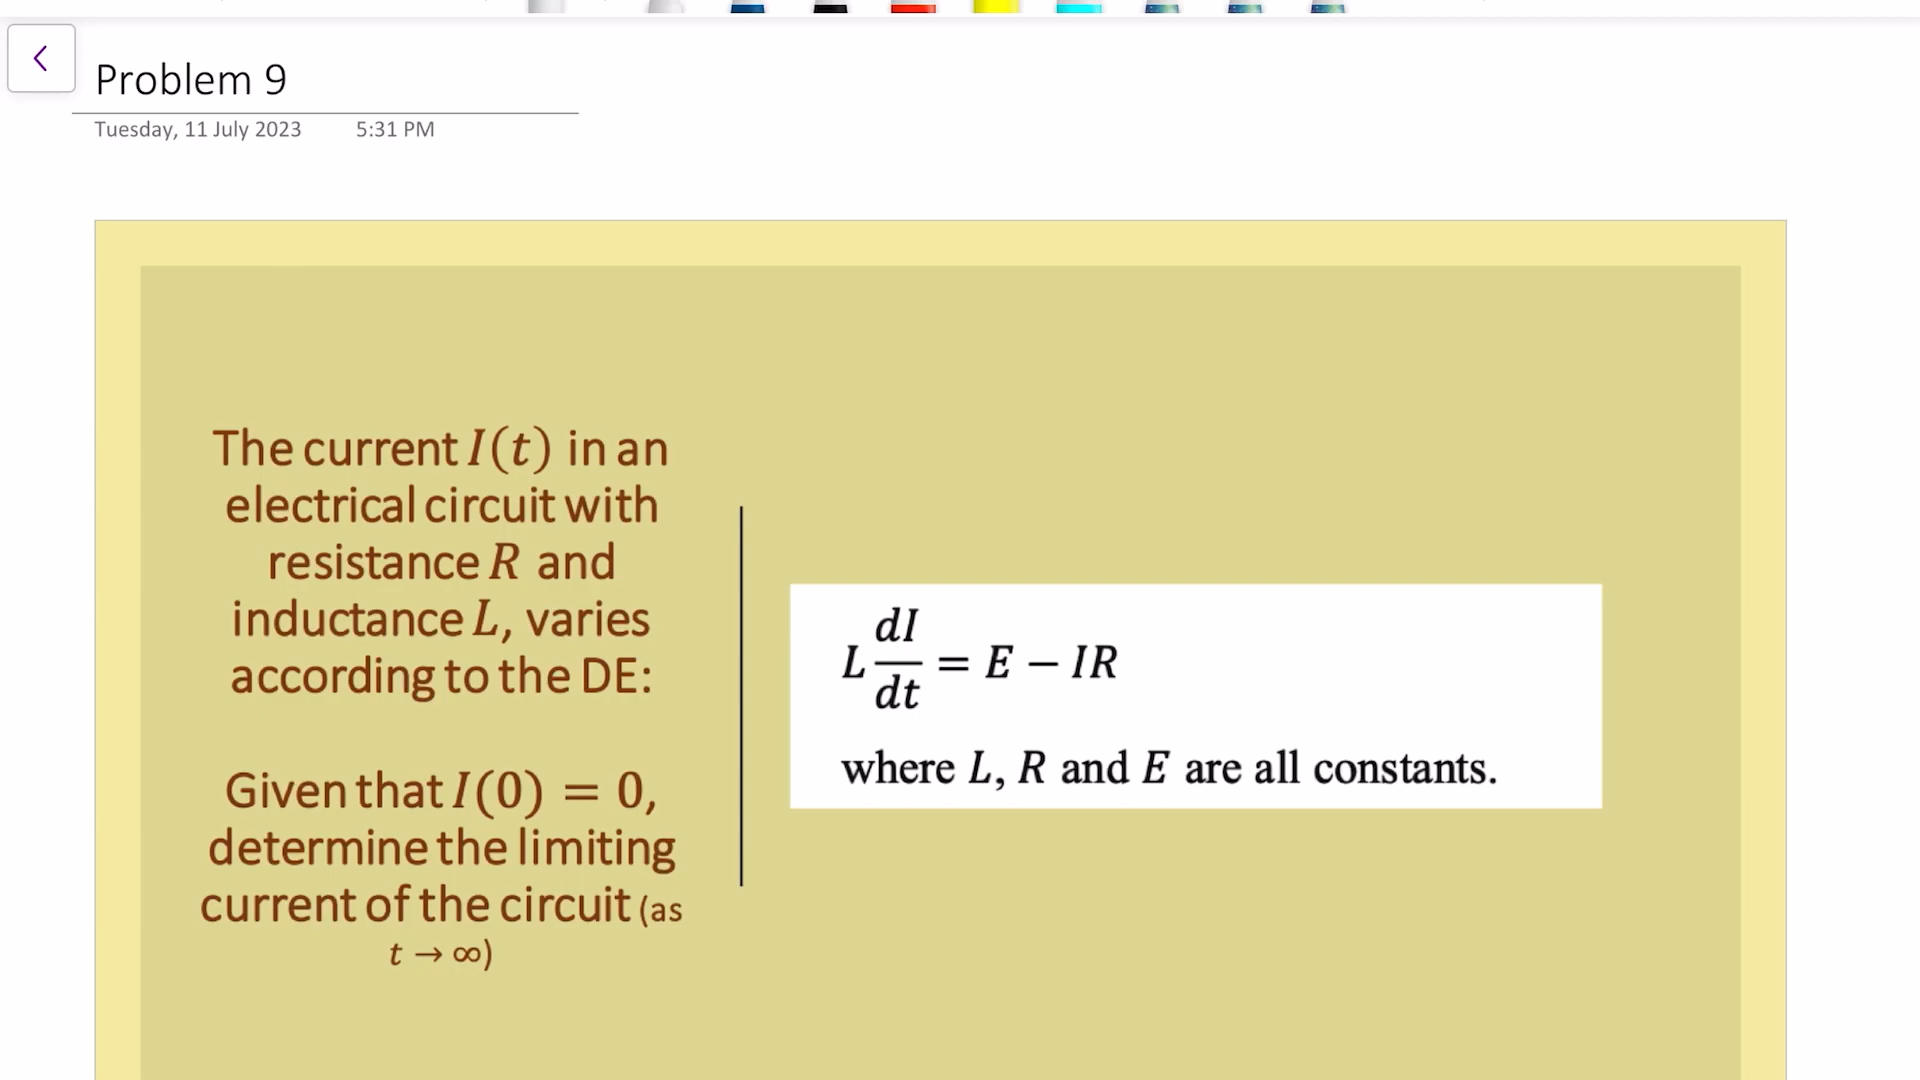 Problem 9
Tuesday, 11 July 2023 5:31 PM
The current I(t) in an
electrical circuit with
resistance R and
inductance L, varies
according to the DE:
Given that I(0) = 0,
determine the limiting
current of the circuit (as
t → ∞)
L dI/dt = E − IR
where L, R and E are all constants.